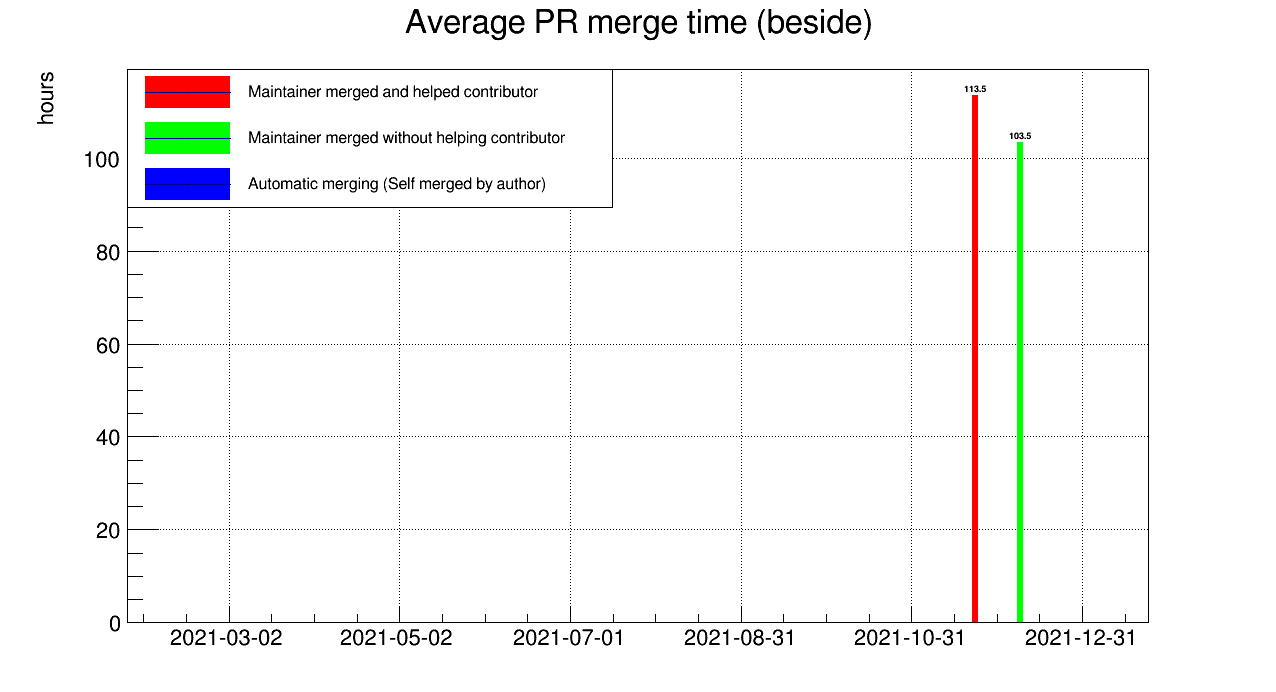 Average PR merge time (beside)
hours
Maintainer merged and helped contributor
Maintainer merged without helping contributor
Automatic merging (Self merged by author)
113.5
103.5
100
80
60
40
20
0
2021-03-02 2021-05-02 2021-07-01 2021-08-31 2021-10-31 2021-12-31